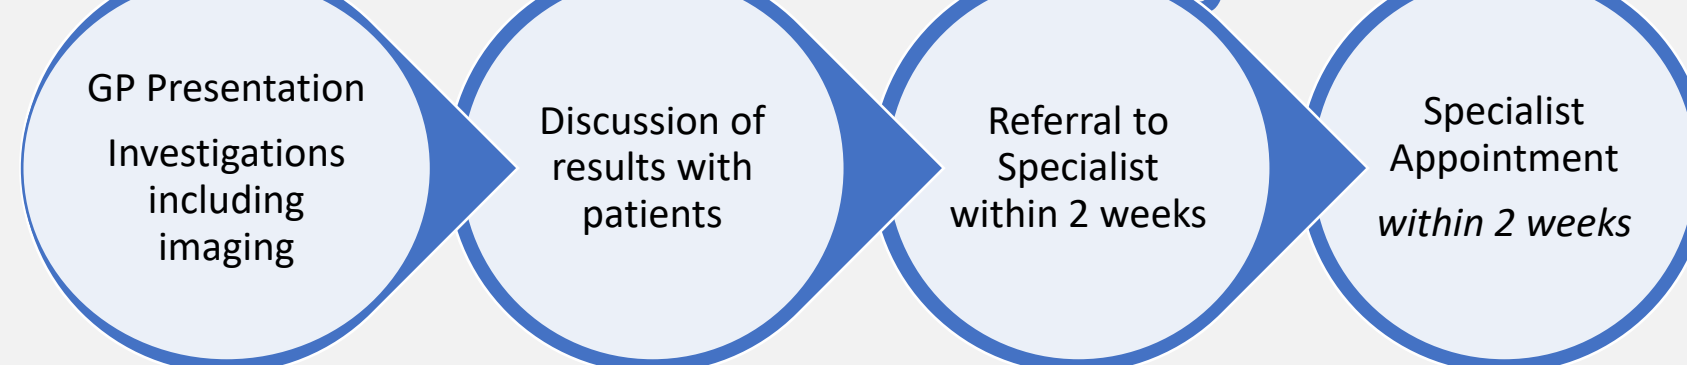 GP Presentation
Investigations
including
imaging
Discussion of
results with
patients
Referral to
Specialist
within 2 weeks
Specialist
Appointment
within 2 weeks